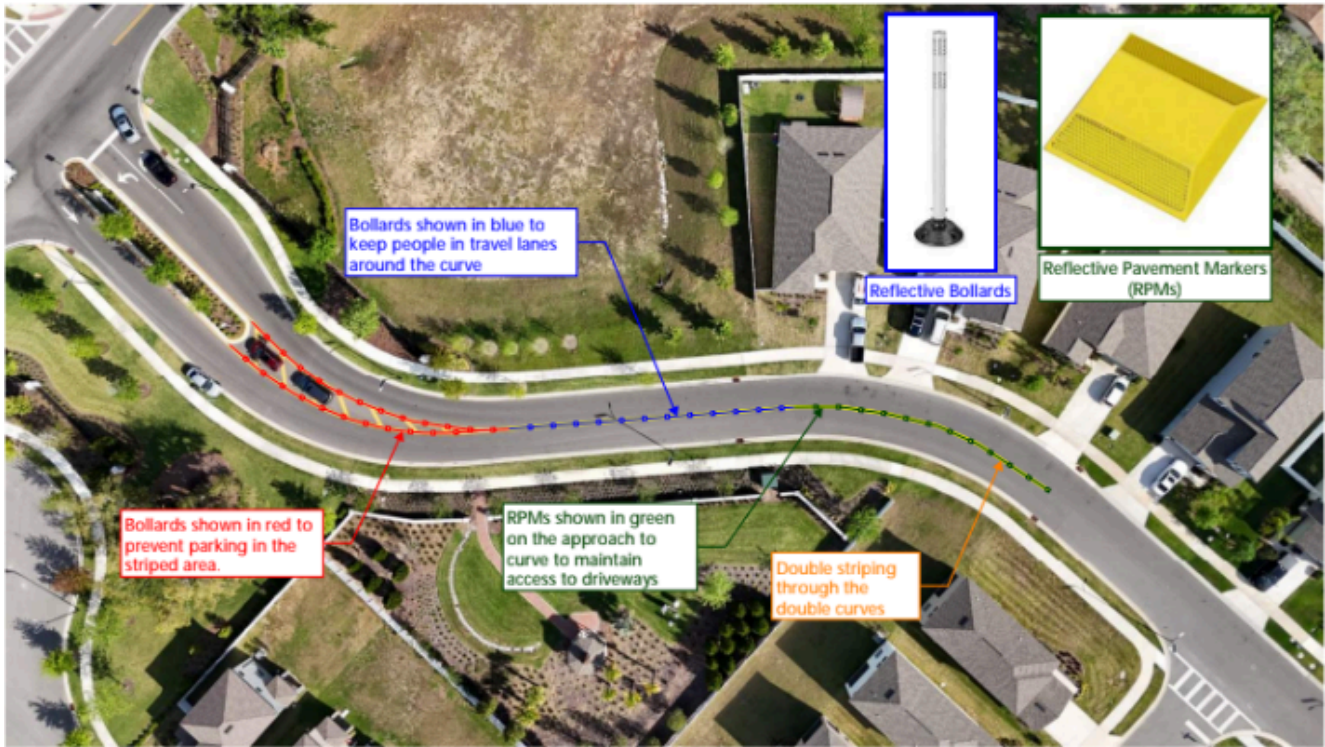 Bollards shown in blue to
keep people in travel lanes
around the curve
Reflective Bollards
Reflective Pavement Markers
(RPMs)
Bollards shown in red to
prevent parking in the
striped area.
RPMs shown in green
on the approach to
curve to maintain
access to driveways
Double striping
through the
double curves